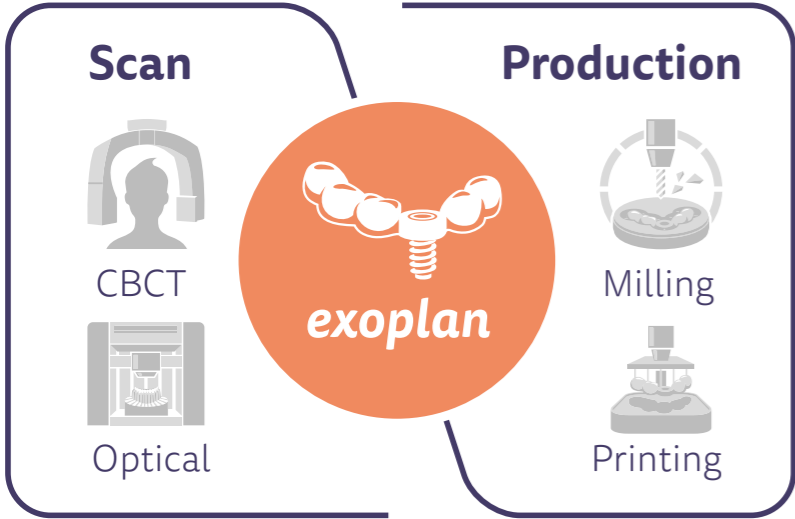 Scan
CBCT
Optical
exoplan
Production
Milling
Printing